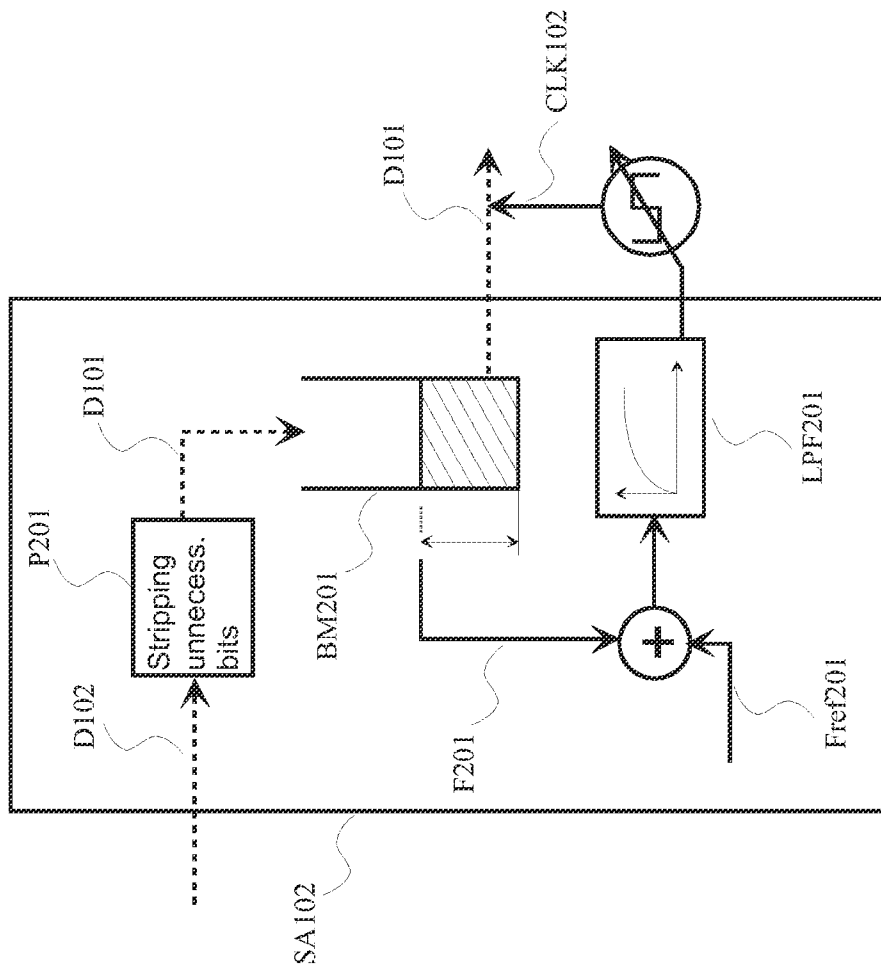 D102
P201
Stripping
unnecess.
bits
D101
BM201
D101
CLK102
F201
Fref201
LPF201
SA102